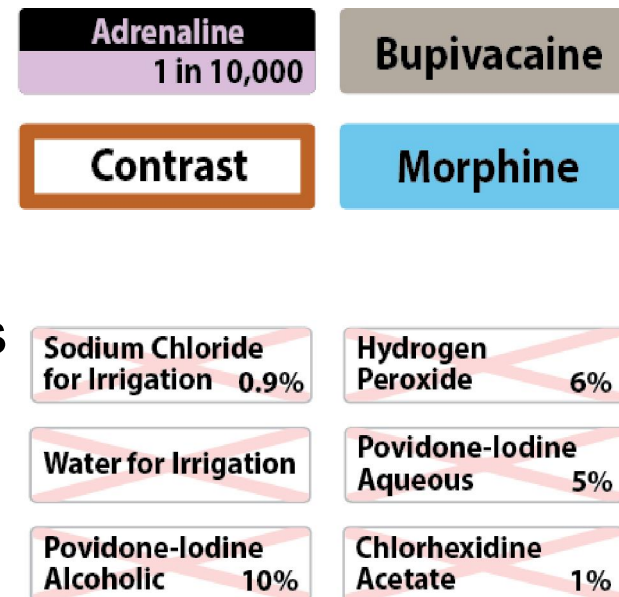 Adrenaline
1 in 10,000
Bupivacaine
Contrast
Morphine
s
Sodium Chloride
for Irrigation 0.9%
Hydrogen
Peroxide 6%
Water for Irrigation
Povidone-Iodine
Aqueous 5%
Povidone-Iodine
Alcoholic 10%
Chlorhexidine
Acetate 1%